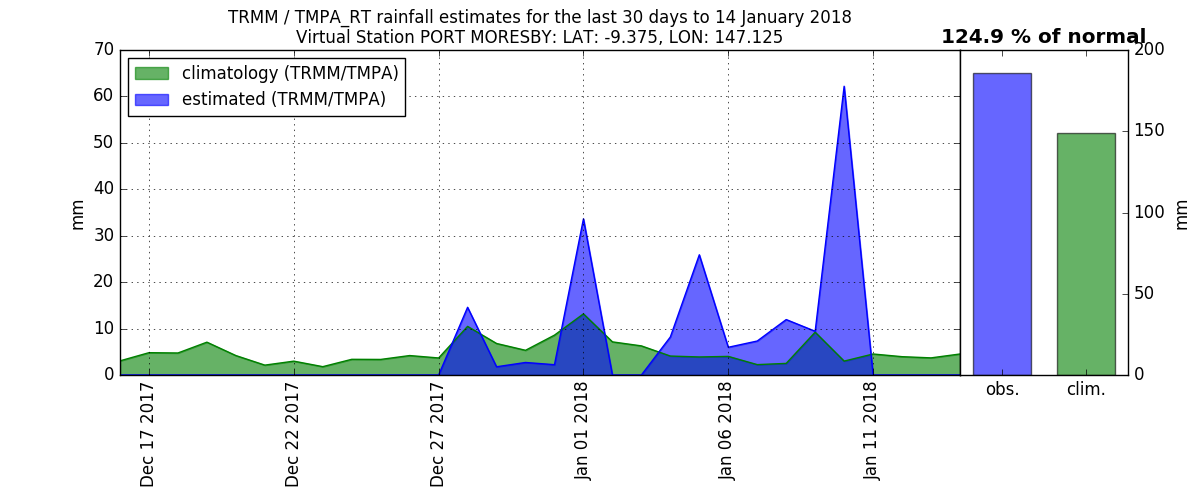 TRMM / TMPA_RT rainfall estimates for the last 30 days to 14 January 2018
Virtual Station PORT MORESBY: LAT: -9.375, LON: 147.125
124.9 % of normal
climatology (TRMM/TMPA)
estimated (TRMM/TMPA)
70
60
50
40
30
20
10
0
mm
200
150
100
50
0
mm
Dec 17 2017
Dec 22 2017
Dec 27 2017
Jan 01 2018
Jan 06 2018
Jan 11 2018
obs.
clim.